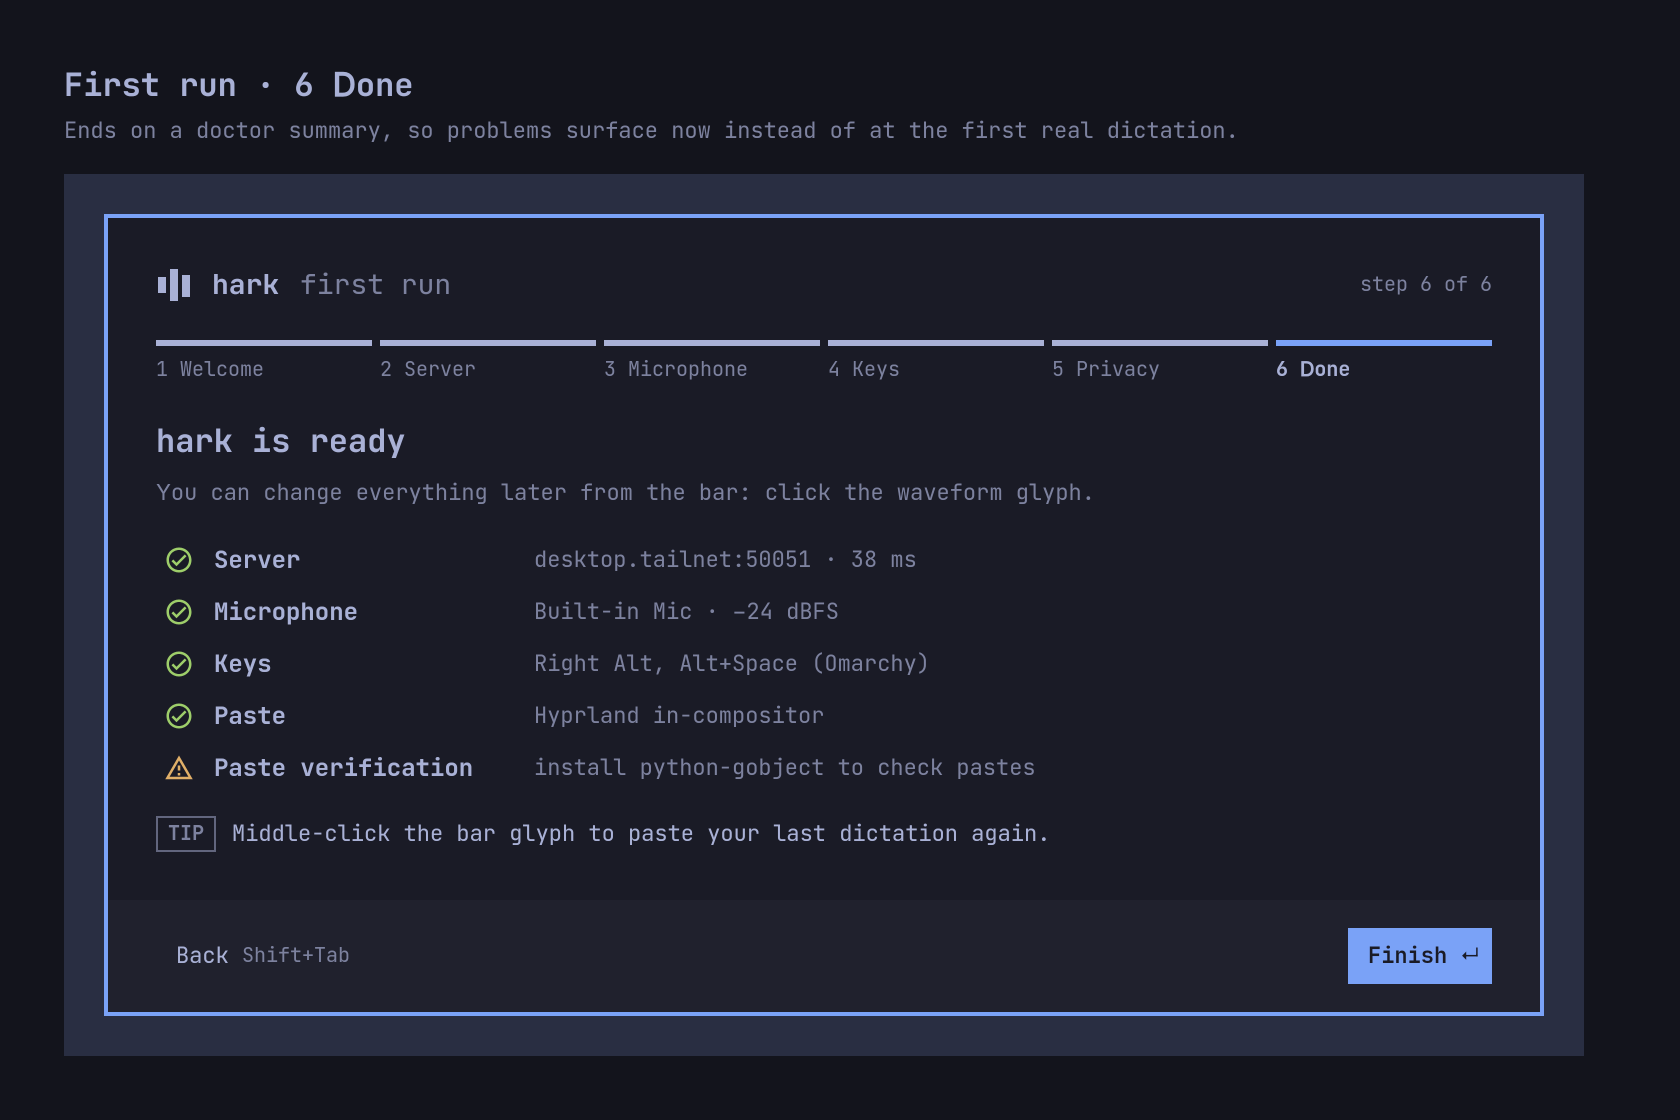 First run · 6 Done
Ends on a doctor summary, so problems surface now instead of at the first real dictation.
hark first run
step 6 of 6
1 Welcome
2 Server
3 Microphone
4 Keys
5 Privacy
6 Done
hark is ready
You can change everything later from the bar: click the waveform glyph.
Server desktop.tailnet:50051 · 38 ms
Microphone Built-in Mic · −24 dBFS
Keys Right Alt, Alt+Space (Omarchy)
Paste Hyprland in-compositor
Paste verification install python-gobject to check pastes
TIP Middle-click the bar glyph to paste your last dictation again.
Back Shift+Tab
Finish ↵